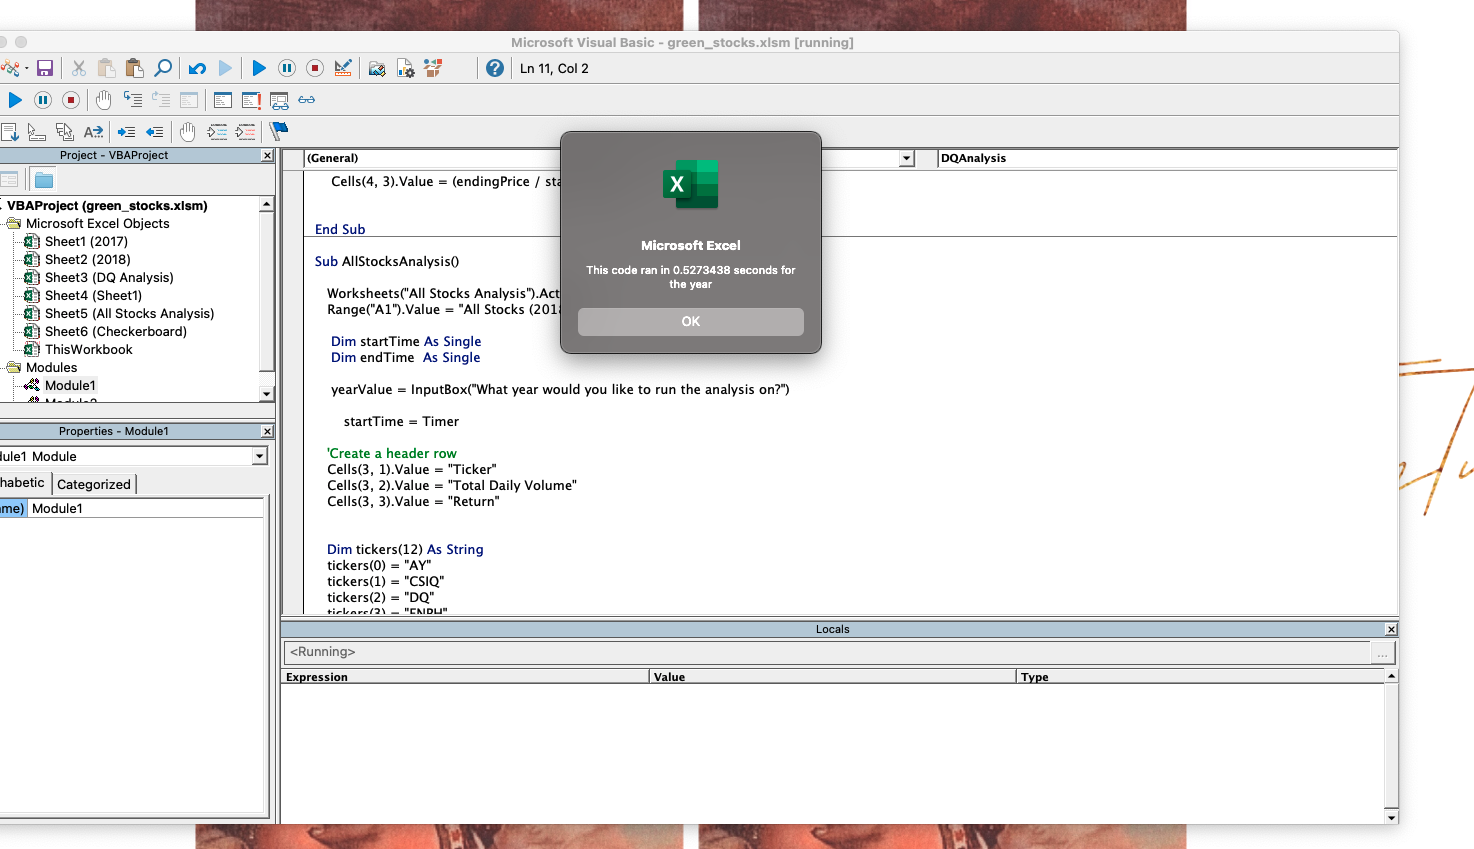 Microsoft Visual Basic - green_stocks.xlsm [running]
Ln 11, Col 2
Project - VBAProject
VBAProject (green_stocks.xlsm)
Microsoft Excel Objects
Sheet1 (2017)
Sheet2 (2018)
Sheet3 (DQ Analysis)
Sheet4 (Sheet1)
Sheet5 (All Stocks Analysis)
Sheet6 (Checkerboard)
ThisWorkbook
Modules
Module1
Module2
Properties - Module1
dule1 Module
habetic
Categorized
me) Module1
(General)
DQAnalysis
Cells(4, 3).Value = (endingPrice / sta
End Sub
Sub AllStocksAnalysis()
Worksheets("All Stocks Analysis").Act
Range("A1").Value = "All Stocks (201
Dim startTime As Single
Dim endTime  As Single
yearValue = InputBox("What year would you like to run the analysis on?")
startTime = Timer
'Create a header row
Cells(3, 1).Value = "Ticker"
Cells(3, 2).Value = "Total Daily Volume"
Cells(3, 3).Value = "Return"
Dim tickers(12) As String
tickers(0) = "AY"
tickers(1) = "CSIQ"
tickers(2) = "DQ"
tickers(3) = "ENPH"
Microsoft Excel
This code ran in 0.5273438 seconds for
the year
OK
Locals
<Running>
...
Expression
Value
Type